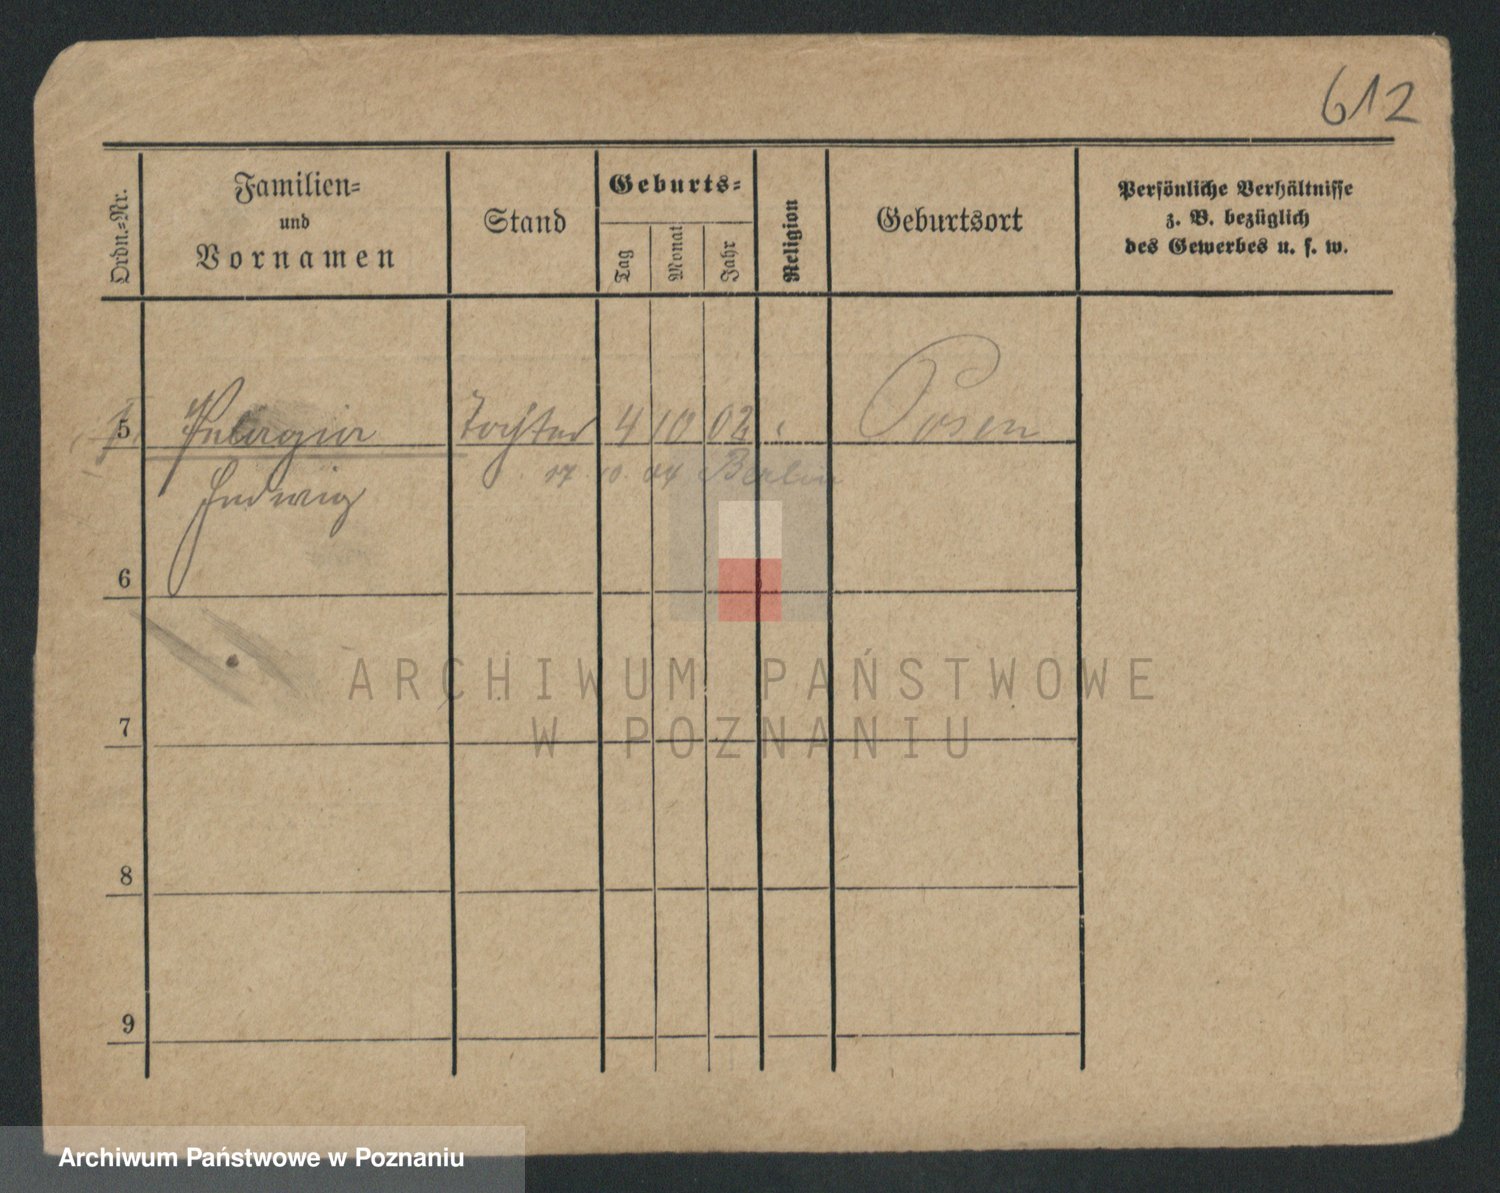 612
Ordn.-Nr.
Familien-
und
Vornamen
Stand
Geburts-
Tag
Monat
Jahr
Religion
Geburtsort
Persönliche Verhältnisse
z. B. bezüglich
des Gewerbes u. s. w.
5 Pelagia Tochter 4 10 02 Posen
17. 10. 04 Berlin
Hedwig
6
7
8
9
ARCHIWUM PAŃSTWOWE
W POZNANIU
Archiwum Państwowe w Poznaniu